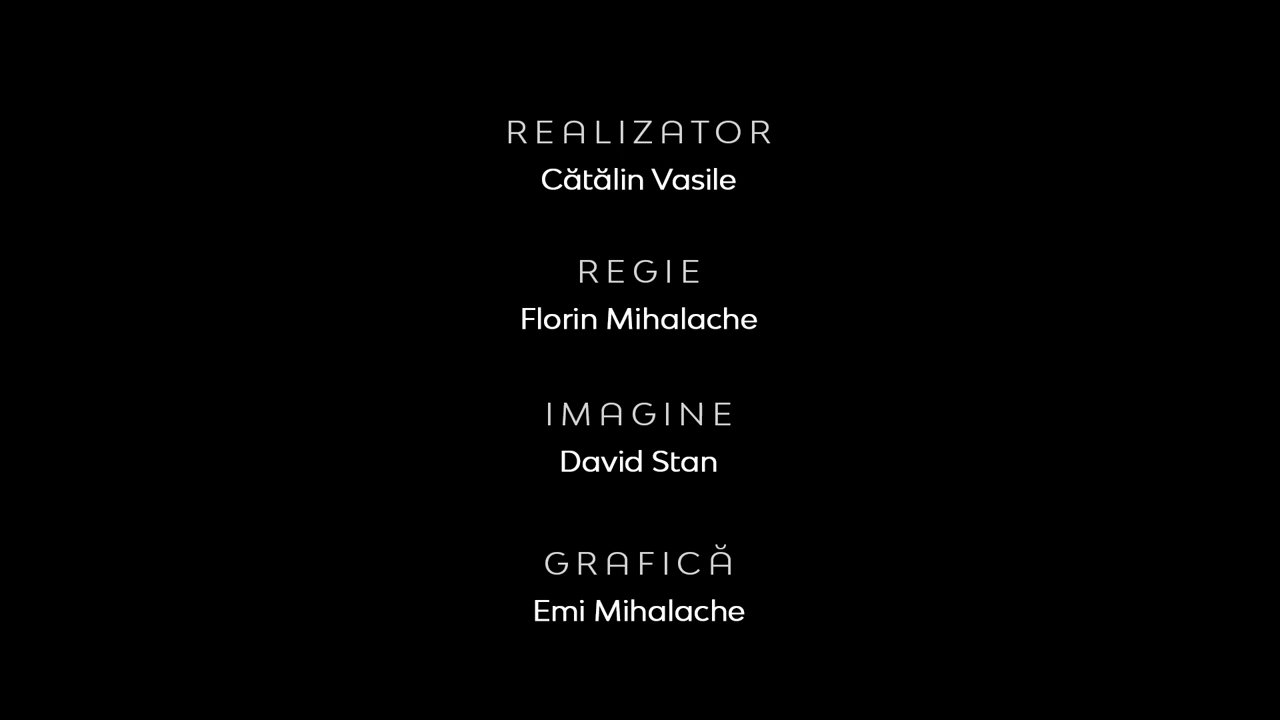 REALIZATOR
Cătălin Vasile
REGIE
Florin Mihalache
IMAGINE
David Stan
GRAFICĂ
Emi Mihalache